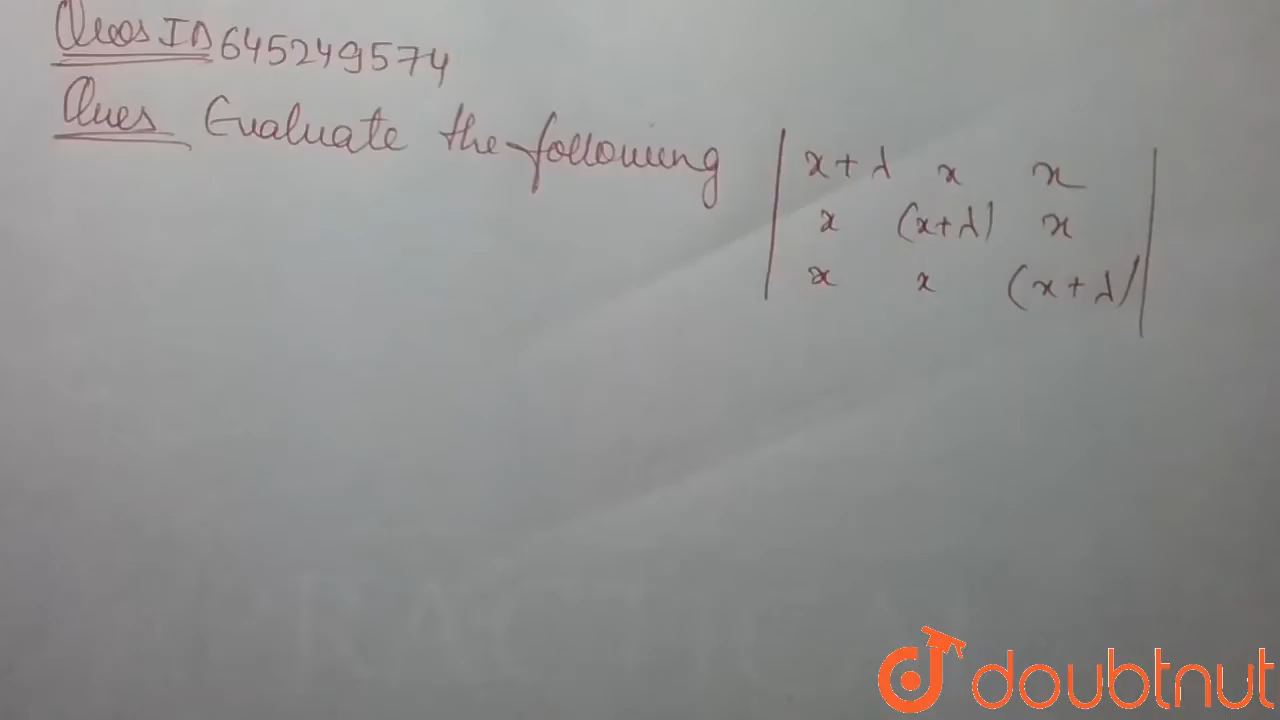 Ques ID 645249574
Ques Evaluate the following
| x+λ x x |
| x (x+λ) x |
| x x (x+λ) |
doubtnut